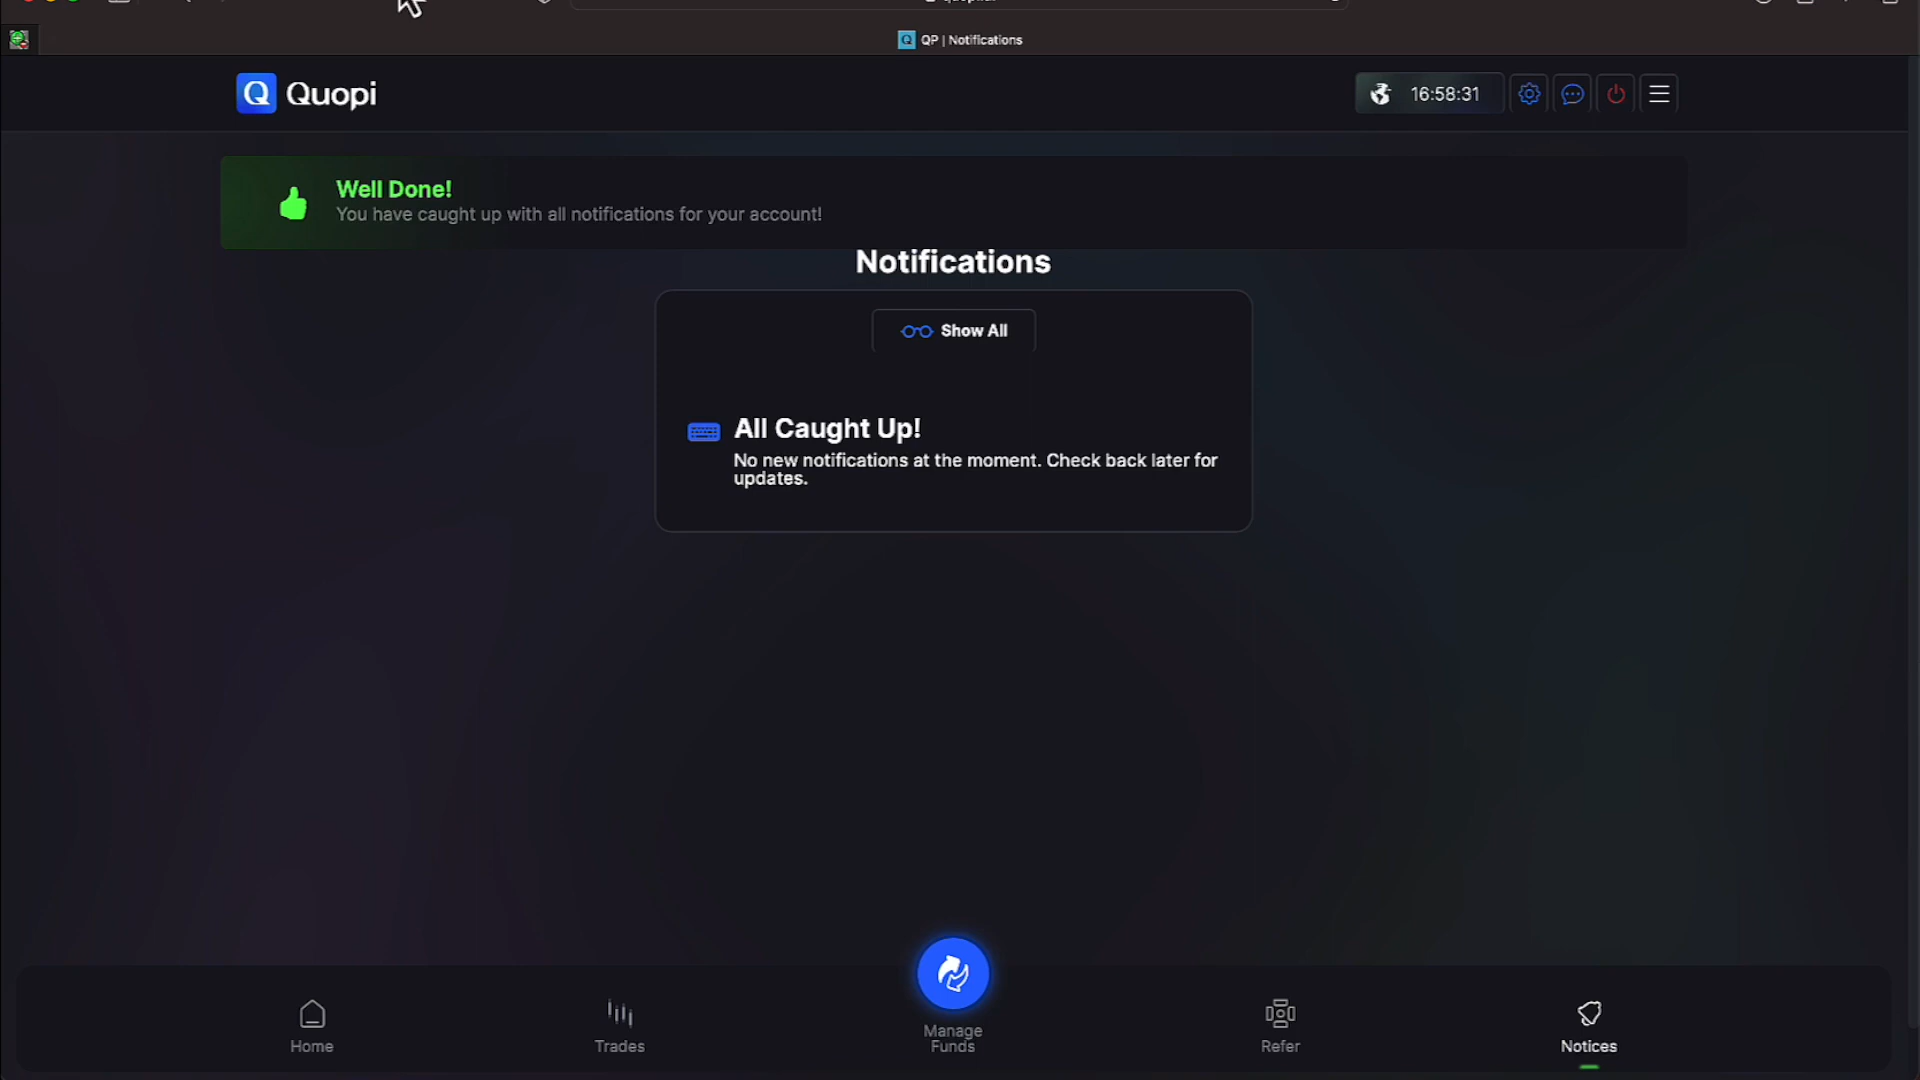 QP | Notifications
Quopi
16:58:31
Well Done!
You have caught up with all notifications for your account!
Notifications
Show All
All Caught Up!
No new notifications at the moment. Check back later for
updates.
Home
Trades
Manage
Funds
Refer
Notices